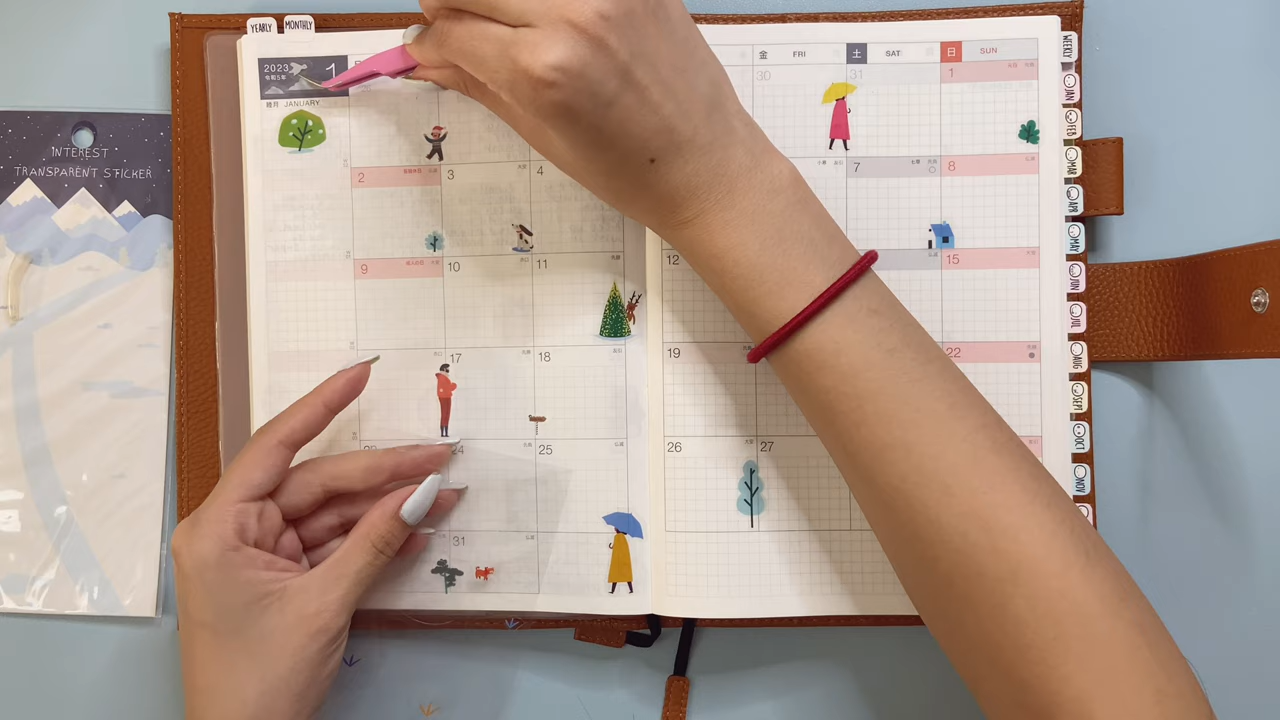 YEARLY
MONTHLY
INTEREST
TRANSPARENT STICKER
2023
令和5年
1
睦月 JANUARY
金 FRI
土 SAT
日 SUN
30
31
1
2
3
4
7
8
9
10
11
12
15
17
18
19
22
24
25
26
27
31
WEEKLY
JAN
FEB
MAR
APR
MAY
JUN
JUL
AUG
SEPT
OCT
NOV